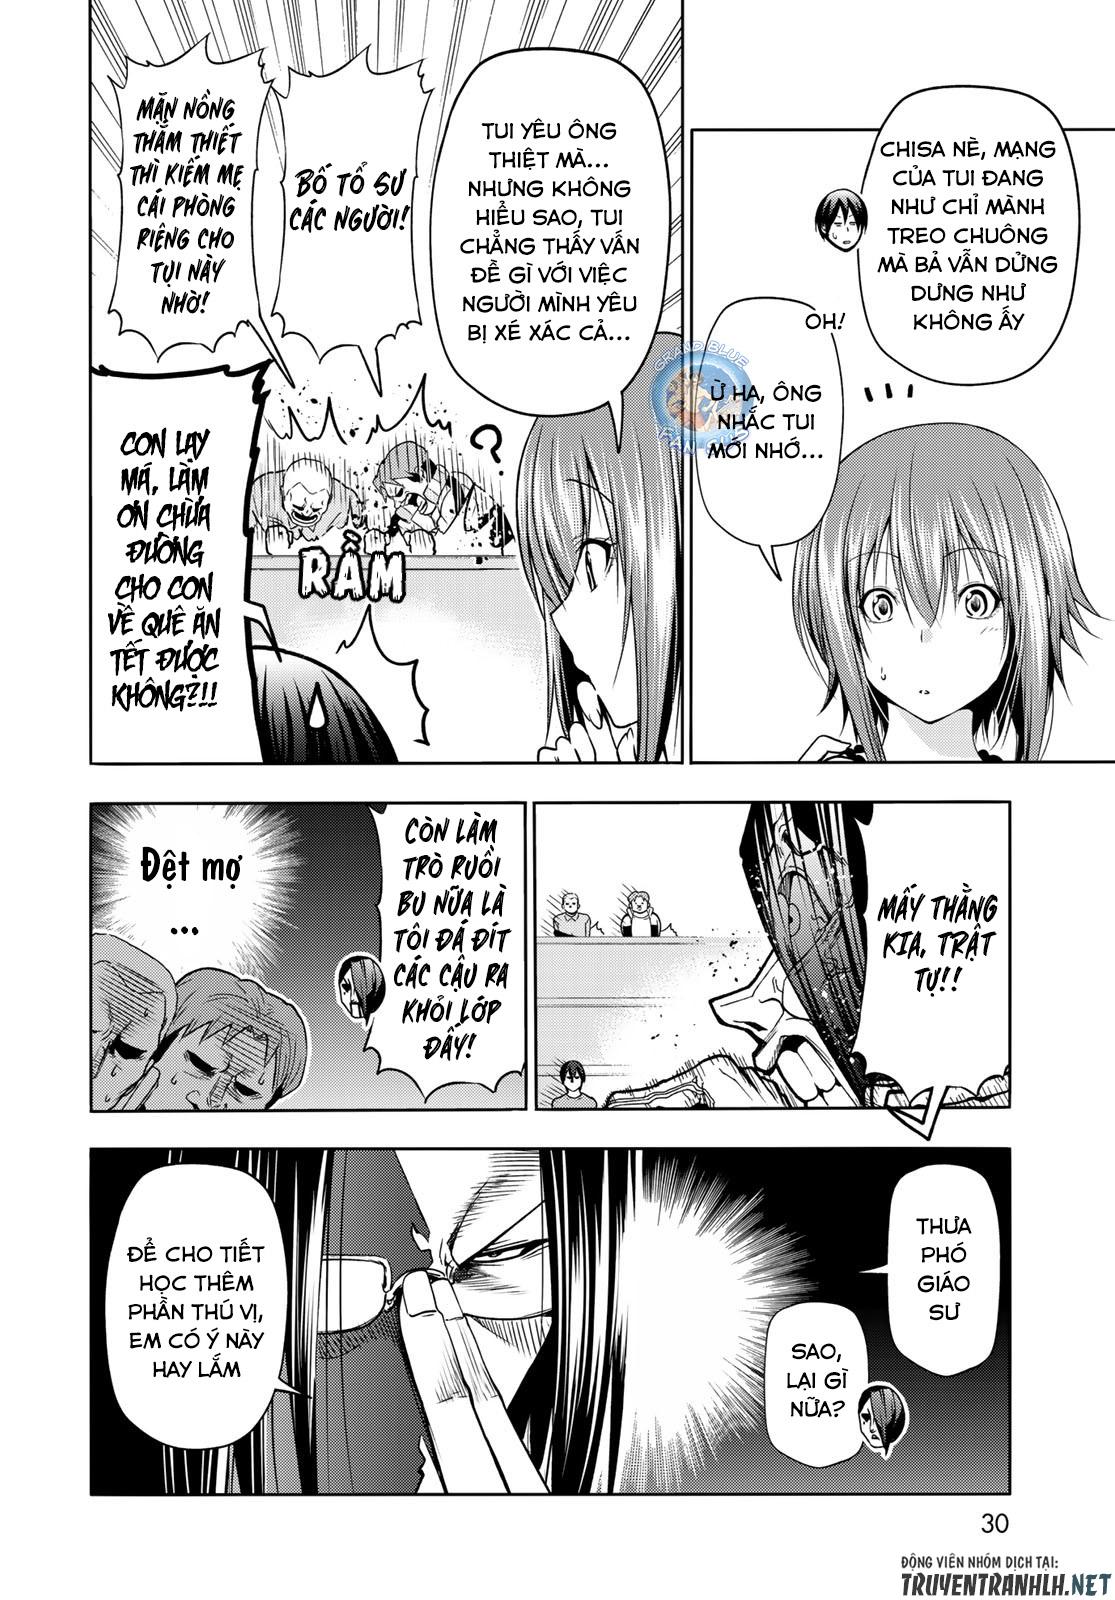 CHISA NÈ, MẠNG
CỦA TUI ĐANG
NHƯ CHỈ MÀNH
TREO CHUÔNG
MÀ BẢ VẪN DỬNG
DƯNG NHƯ
KHÔNG ẤY
ÒH!
Ừ HA, ÔNG
NHẮC TUI
MỚI NHỚ...
GRAND BLUE
FAN CLUB
TUI YÊU ÔNG
THIỆT MÀ...
NHƯNG KHÔNG
HIỂU SAO, TUI
CHẲNG THẤY VẤN
ĐỀ GÌ VỚI VIỆC
NGƯỜI MÌNH YÊU
BỊ XÉ XÁC CẢ...
?
BỐ TỔ SƯ
CÁC NGƯỜI!
MẶN NỒNG
THẮM THIẾT
THÌ KIẾM MẸ
CÁI PHÒNG
RIÊNG CHO
TỤI NÀY
NHỜ!
RẦM
CON LẠY
MÁ, LÀM
ƠN CHỪA
ĐƯỜNG
CHO CON
VỀ QUÊ ĂN
TẾT ĐƯỢC
KHÔNG?!!
MẤY THẰNG
KIA, TRẬT
TỰ!!
CÒN LÀM
TRÒ RUỒI
BU NỮA LÀ
TÔI ĐÁ ĐÍT
CÁC CẬU RA
KHỎI LỚP
ĐẤY!
Đệt mợ
...
THƯA
PHÓ
GIÁO
SƯ
SAO,
LẠI GÌ
NỮA?
ĐỂ CHO TIẾT
HỌC THÊM
PHẦN THÚ VỊ,
EM CÓ Ý NÀY
HAY LẮM
30
ĐỘNG VIÊN NHÓM DỊCH TẠI:
TRUYENTRANHLH.NET